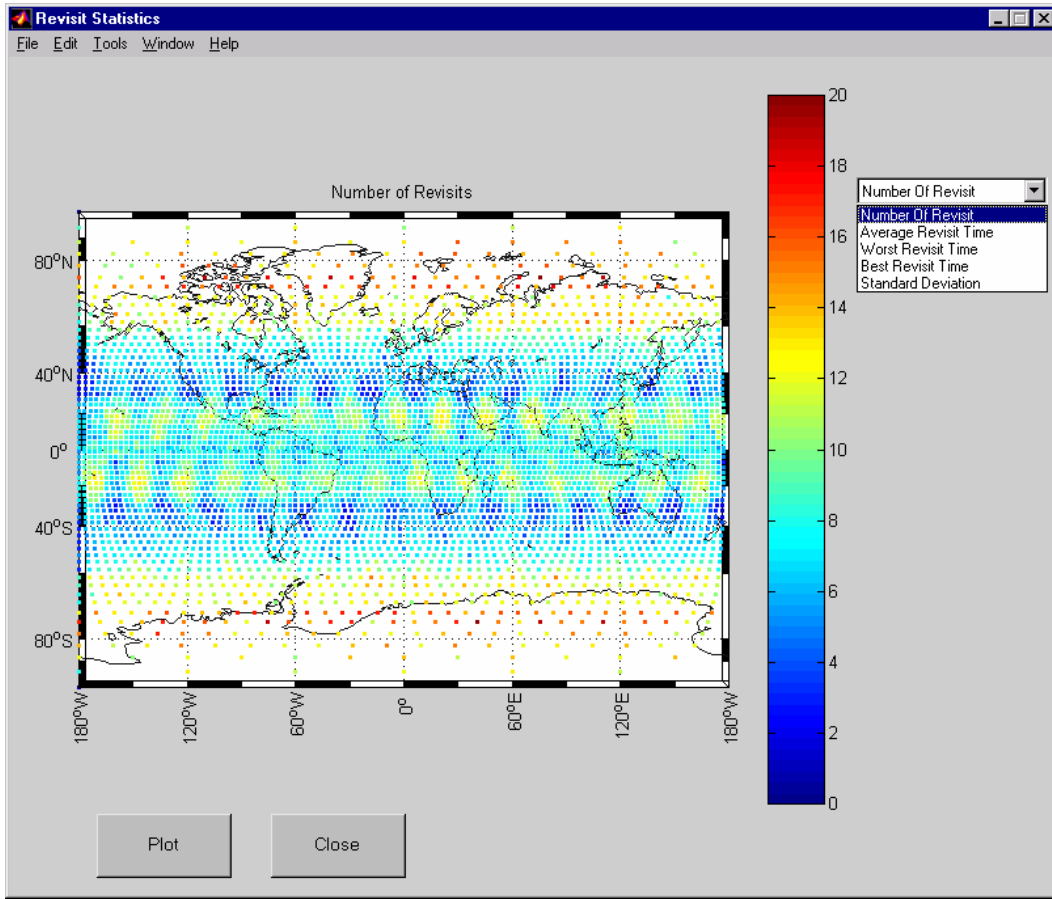 Revisit Statistics
File Edit Tools Window Help
Number of Revisits
80°N
40°N
0°
40°S
80°S
180°W
120°W
60°W
0°
60°E
120°E
180°W
20
18
16
14
12
10
8
6
4
2
0
Number Of Revisit
Number Of Revisit
Average Revisit Time
Worst Revisit Time
Best Revisit Time
Standard Deviation
Plot
Close